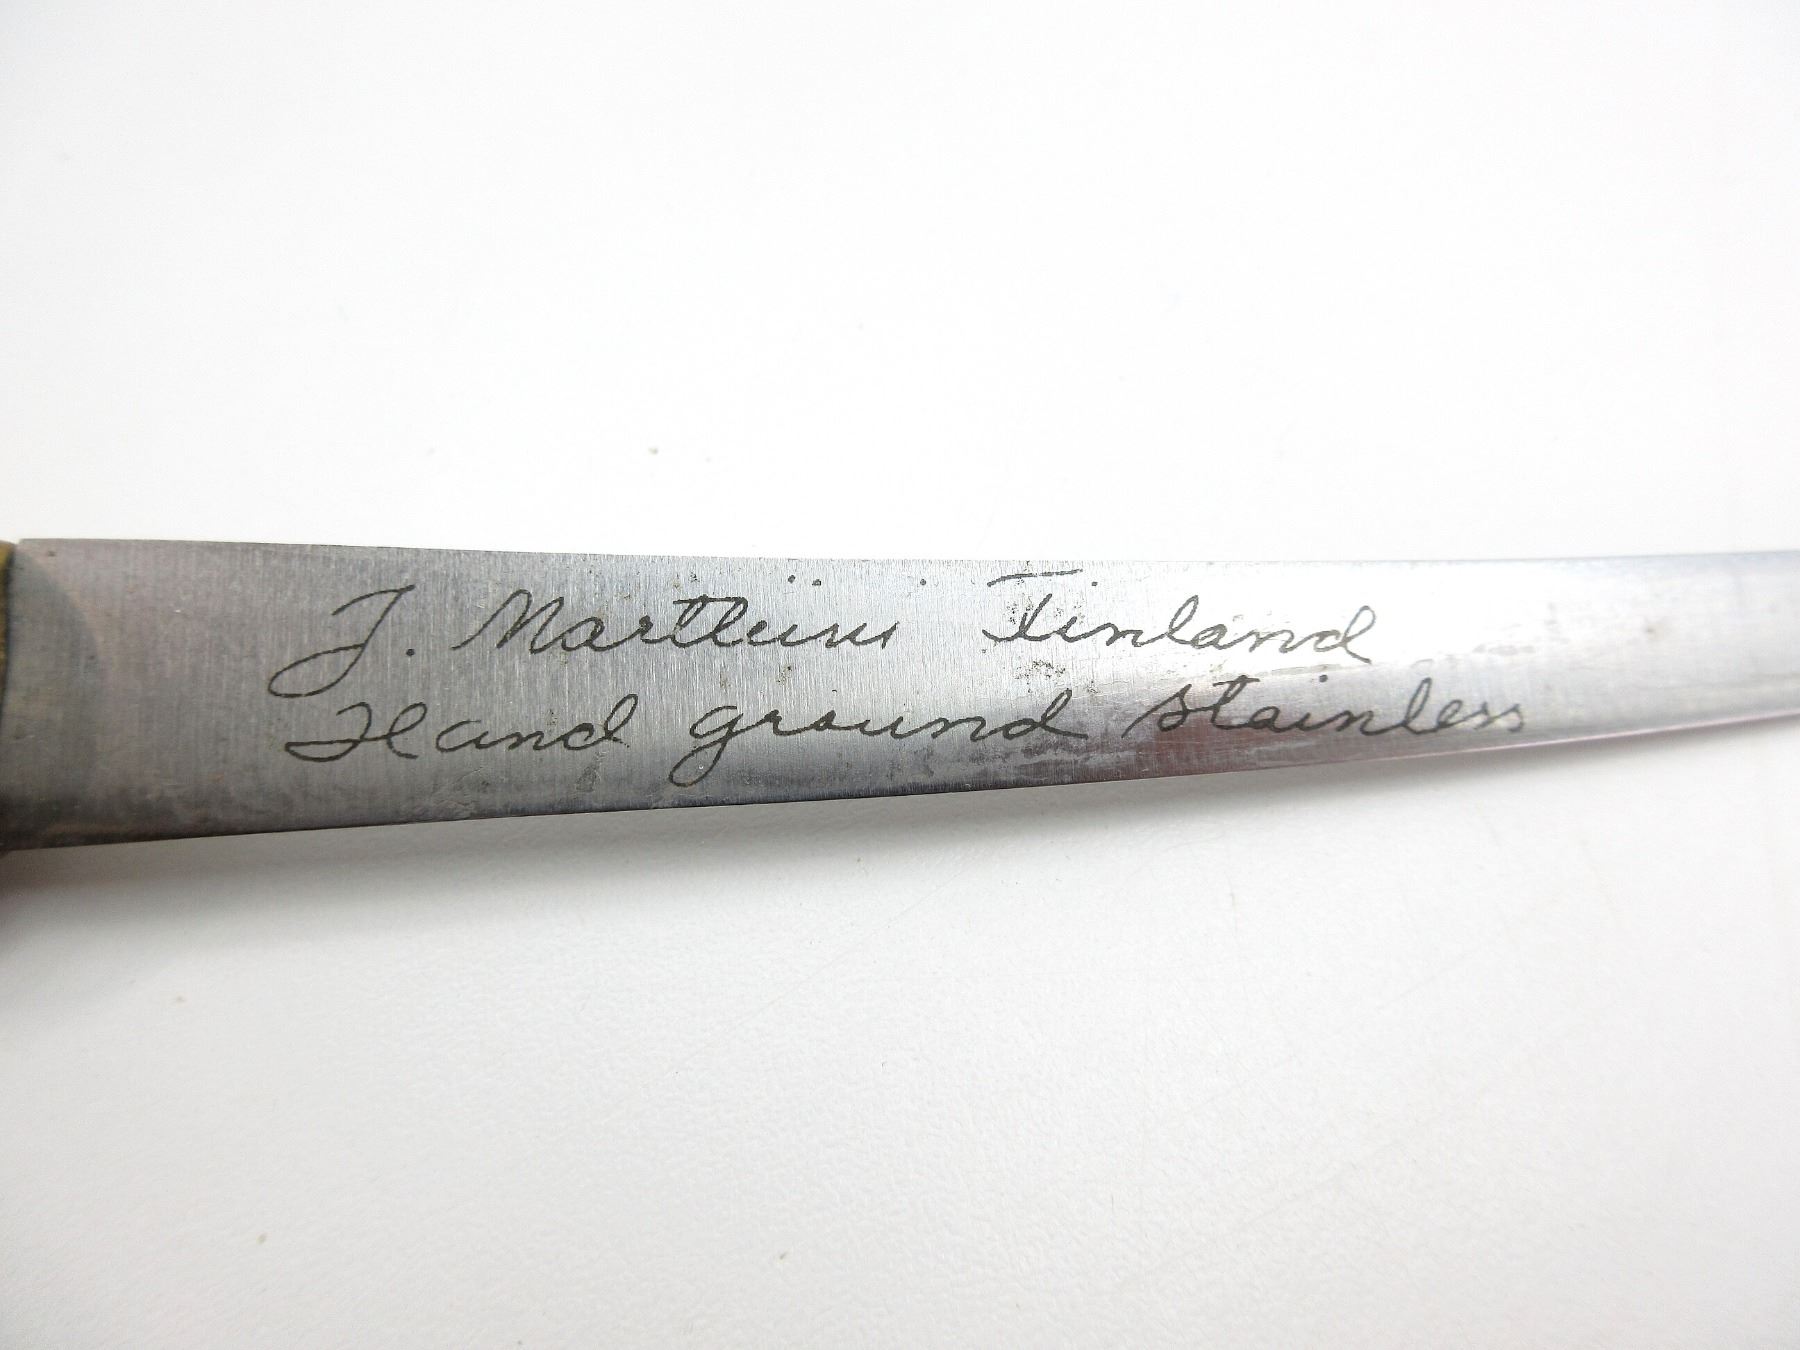 J. Marttiini Finland
Hand ground stainless